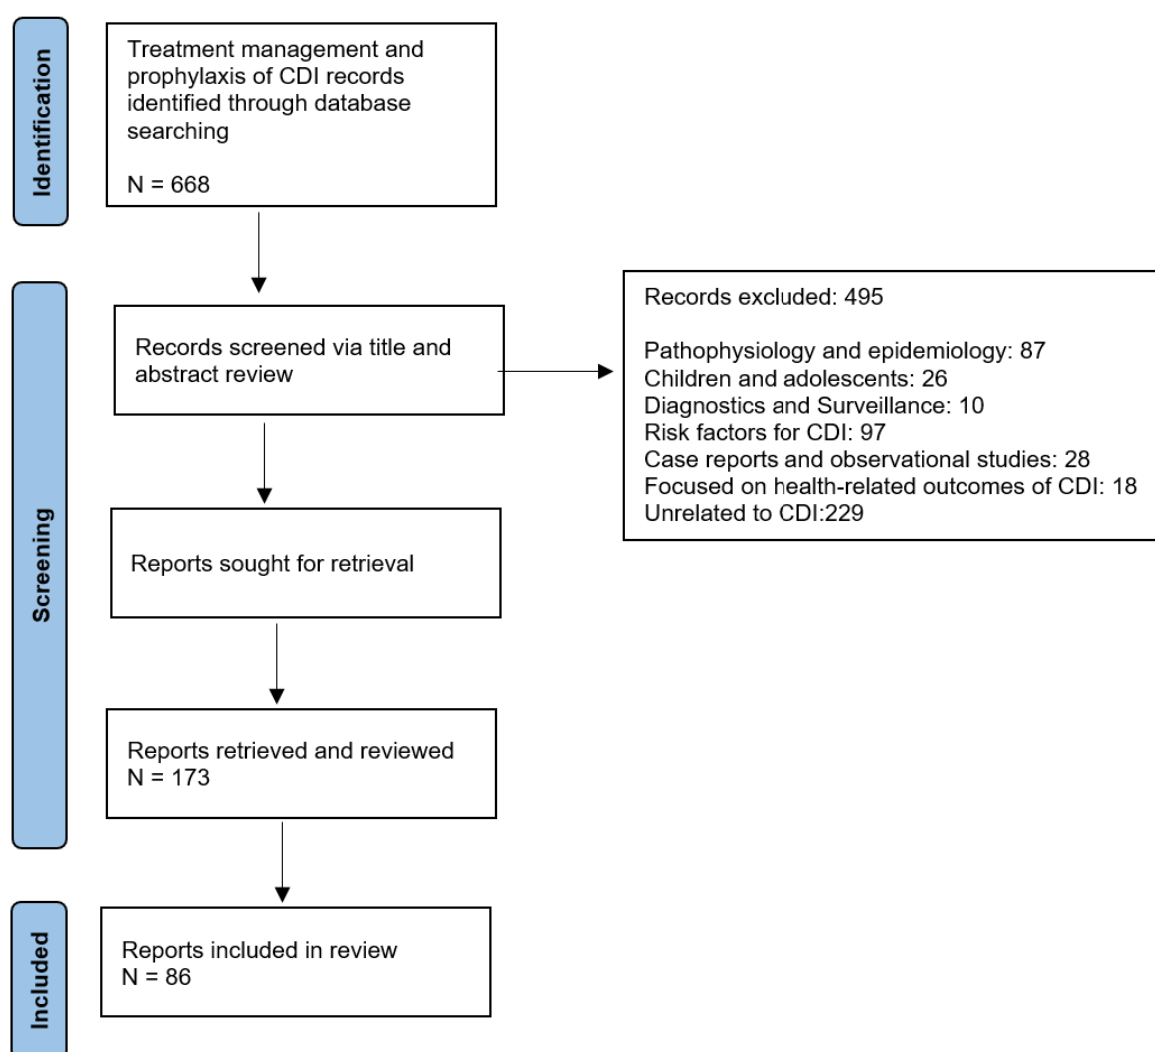 Identification
Treatment management and
prophylaxis of CDI records
identified through database
searching
N = 668
Screening
Records screened via title and
abstract review
Records excluded: 495
Pathophysiology and epidemiology: 87
Children and adolescents: 26
Diagnostics and Surveillance: 10
Risk factors for CDI: 97
Case reports and observational studies: 28
Focused on health-related outcomes of CDI: 18
Unrelated to CDI:229
Reports sought for retrieval
Reports retrieved and reviewed
N = 173
Included
Reports included in review
N = 86